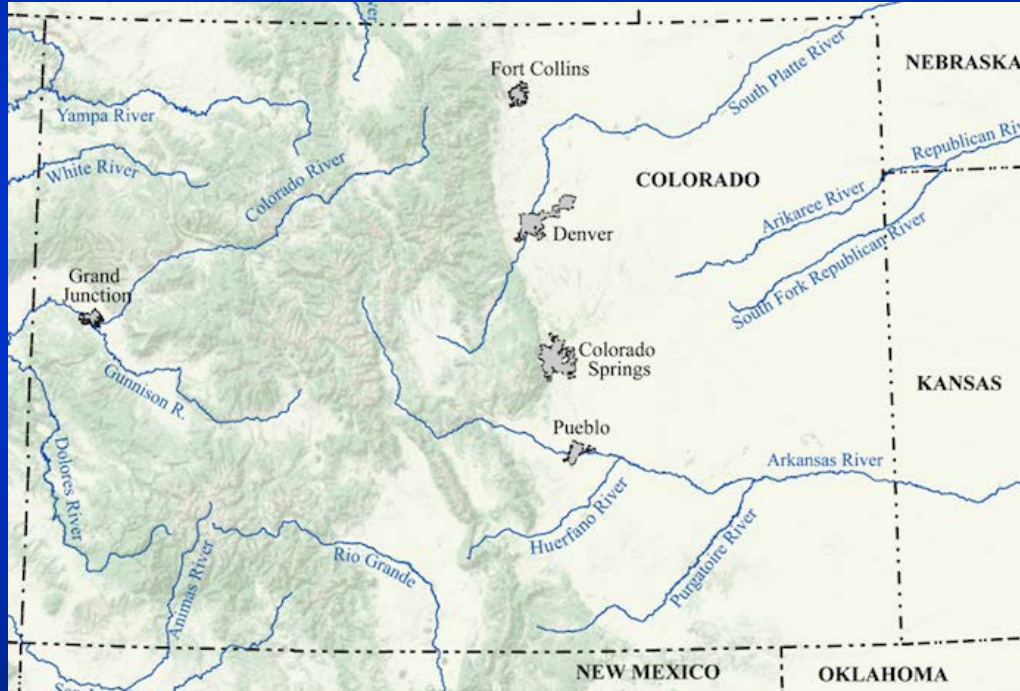 River
Fort Collins
South Platte River
NEBRASKA
Yampa River
Republican
White River
Colorado River
COLORADO
Arikaree River
Denver
South Fork Republican River
Grand
Junction
Colorado
Springs
Gunnison R.
KANSAS
Pueblo
Arkansas River
Dolores River
Huerfano River
Rio Grande
Purgatoire River
Animas River
NEW MEXICO
OKLAHOMA